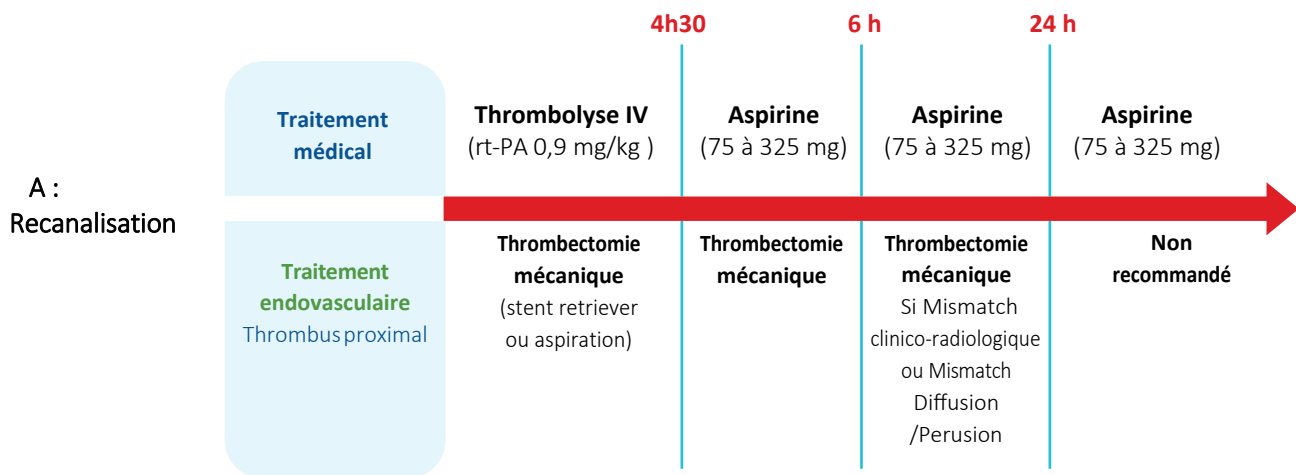 4h30
6 h
24 h
Traitement
médical
Thrombolyse IV
(rt-PA 0,9 mg/kg )
Aspirine
(75 à 325 mg)
Aspirine
(75 à 325 mg)
Aspirine
(75 à 325 mg)
A :
Recanalisation
Traitement
endovasculaire
Thrombus proximal
Thrombectomie
mécanique
(stent retriever
ou aspiration)
Thrombectomie
mécanique
Thrombectomie
mécanique
Si Mismatch
clinico-radiologique
ou Mismatch
Diffusion
/Perusion
Non
recommandé